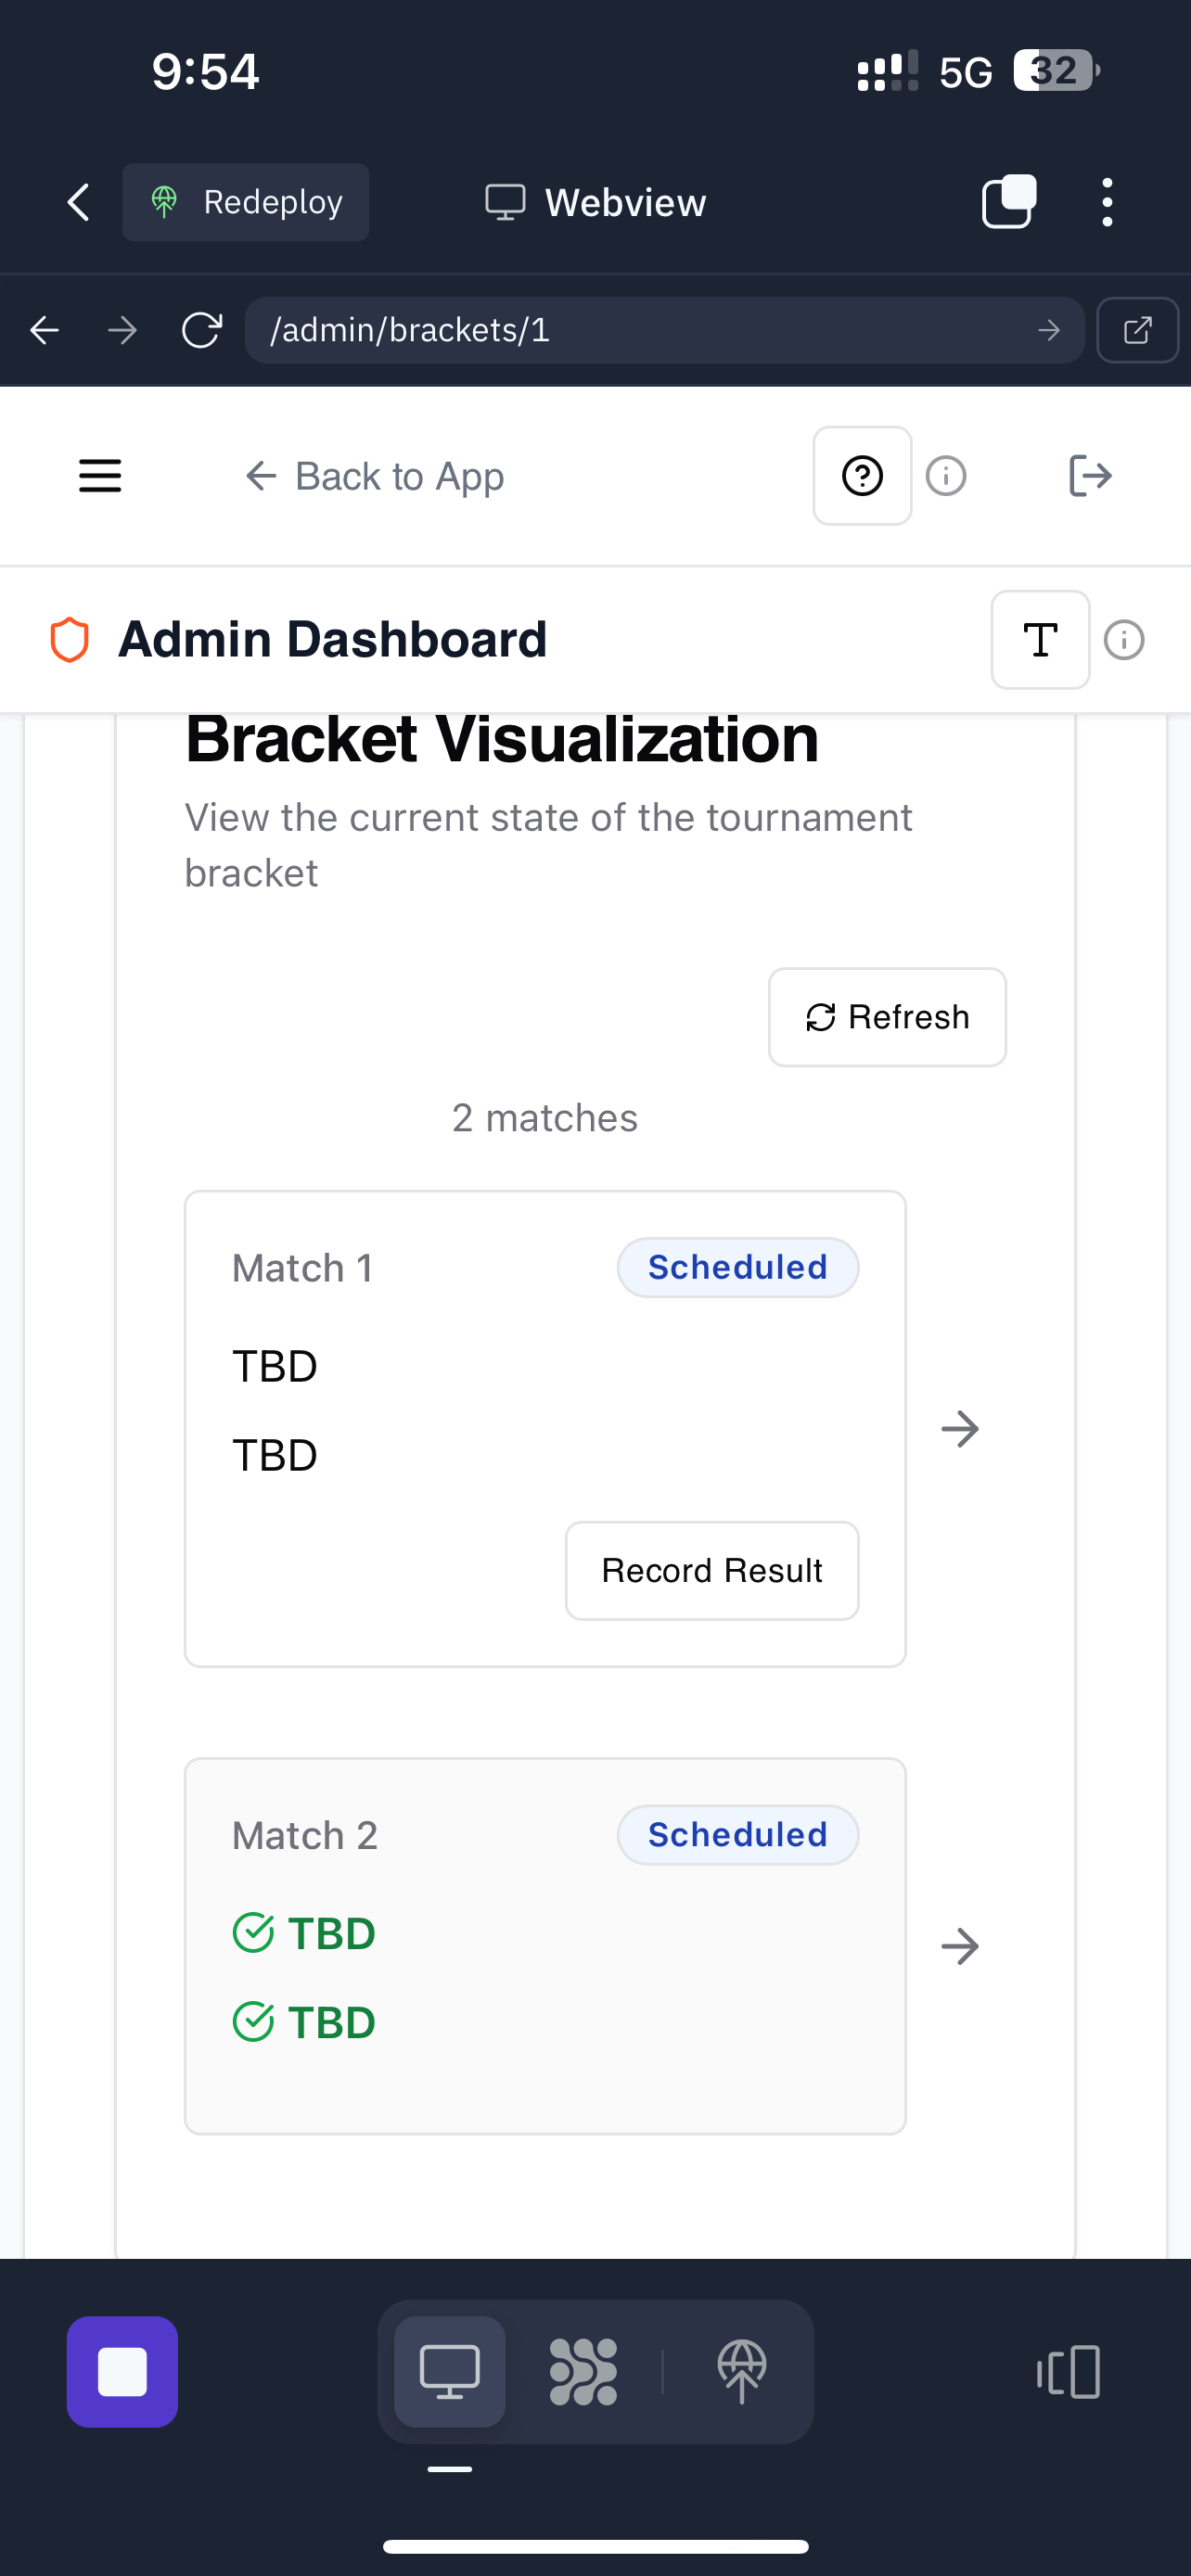 9:54
5G
32
Redeploy
Webview
/admin/brackets/1
Back to App
Admin Dashboard
T
Bracket Visualization
View the current state of the tournament
bracket
Refresh
2 matches
Match 1
Scheduled
TBD
TBD
Record Result
Match 2
Scheduled
TBD
TBD